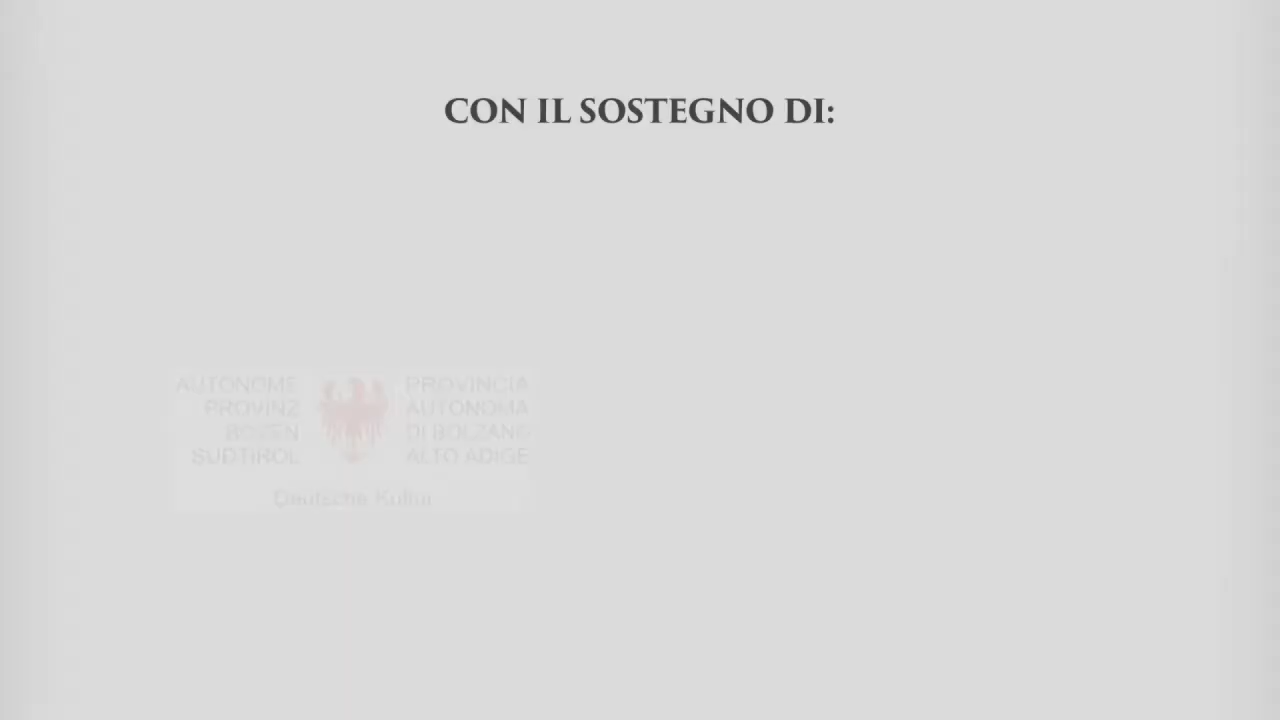 CON IL SOSTEGNO DI:
AUTONOME
PROVINZ
BOZEN
SÜDTIROL
PROVINCIA
AUTONOMA
DI BOLZANO
ALTO ADIGE
Deutsche Kultur